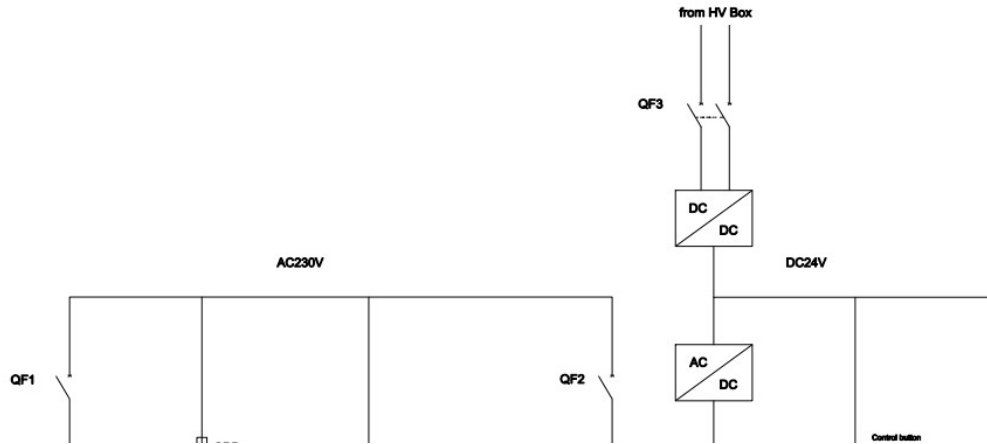 from HV Box
QF3
DC
DC
AC230V
DC24V
QF1
QF2
AC
DC
Control button